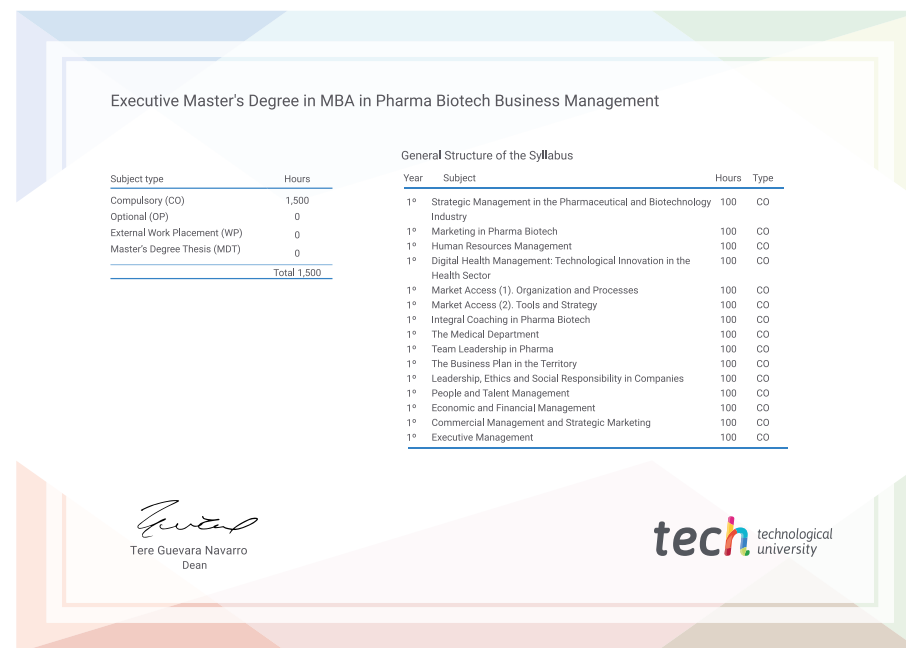 Executive Master's Degree in MBA in Pharma Biotech Business Management
General Structure of the Syllabus
Subject type Hours
Compulsory (CO) 1,500
Optional (OP) 0
External Work Placement (WP) 0
Master's Degree Thesis (MDT) 0
Total 1,500
Year Subject Hours Type
1º Strategic Management in the Pharmaceutical and Biotechnology 100 CO
Industry
1º Marketing in Pharma Biotech 100 CO
1º Human Resources Management 100 CO
1º Digital Health Management: Technological Innovation in the 100 CO
Health Sector
1º Market Access (1). Organization and Processes 100 CO
1º Market Access (2). Tools and Strategy 100 CO
1º Integral Coaching in Pharma Biotech 100 CO
1º The Medical Department 100 CO
1º Team Leadership in Pharma 100 CO
1º The Business Plan in the Territory 100 CO
1º Leadership, Ethics and Social Responsibility in Companies 100 CO
1º People and Talent Management 100 CO
1º Economic and Financial Management 100 CO
1º Commercial Management and Strategic Marketing 100 CO
1º Executive Management 100 CO
Tere Guevara Navarro
Dean
tech technological
university